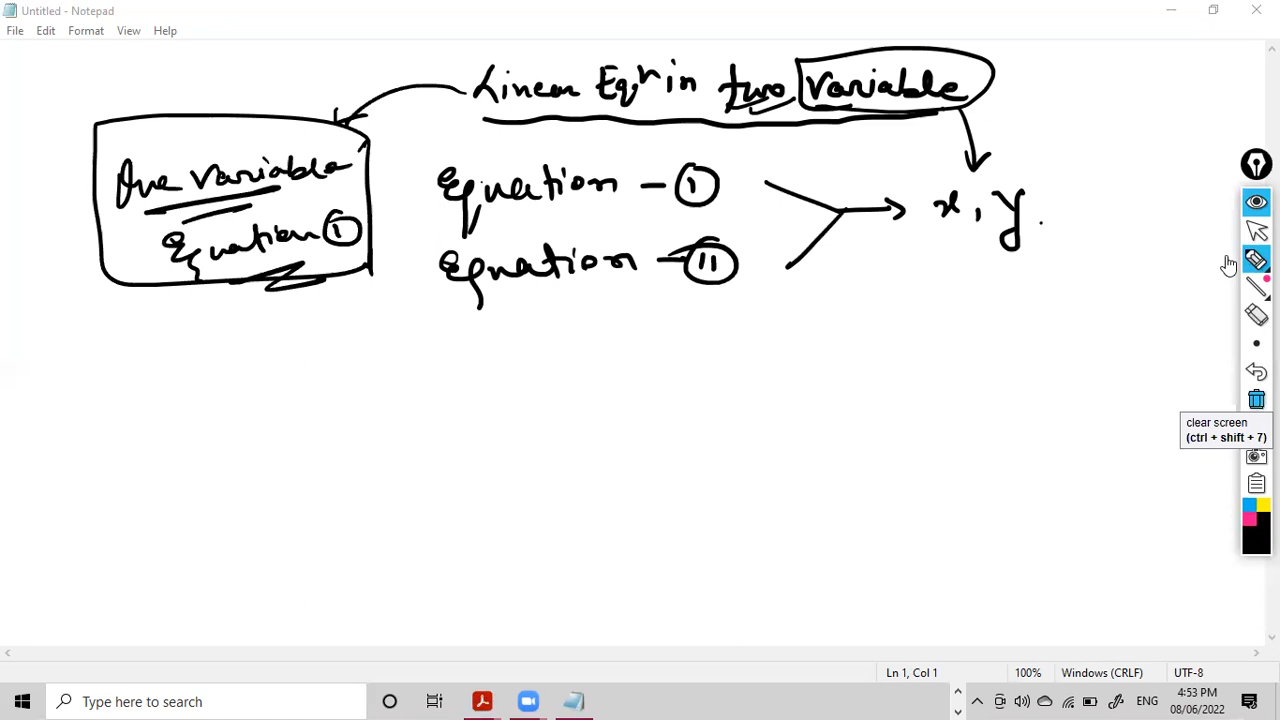 Untitled - Notepad
File Edit Format View Help
Linear Eqn in two variable
One variable
Equation 1
Equation - 1
Equation - 11
x, y.
clear screen
(ctrl + shift + 7)
Ln 1, Col 1 100% Windows (CRLF) UTF-8
Type here to search
ENG
4:53 PM
08/06/2022